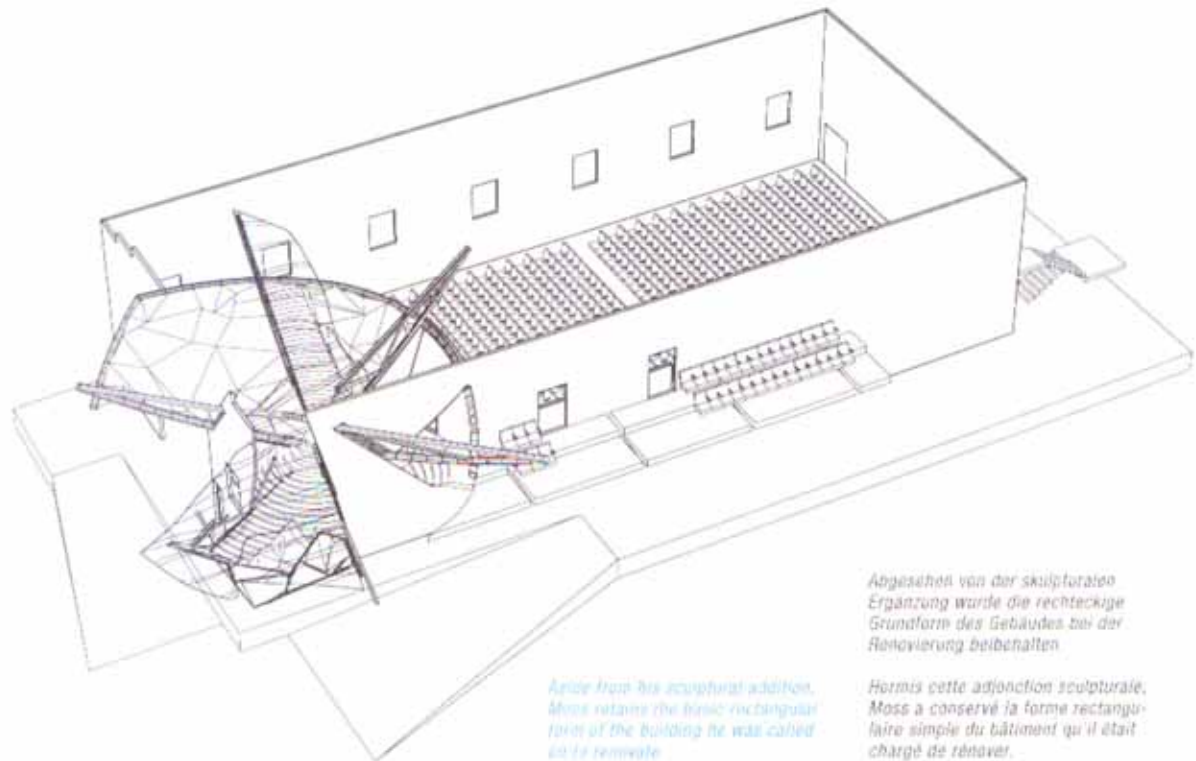 Abgesehen von der skulpturalen
Ergänzung wurde die rechteckige
Grundform des Gebäudes bei der
Renovierung beibehalten
Aside from his sculptural addition,
Moss retains the basic rectangular
form of the building he was called
on to renovate
Hormis cette adjonction sculpturale,
Moss a conservé la forme rectangu-
laire simple du bâtiment qu'il était
chargé de rénover.